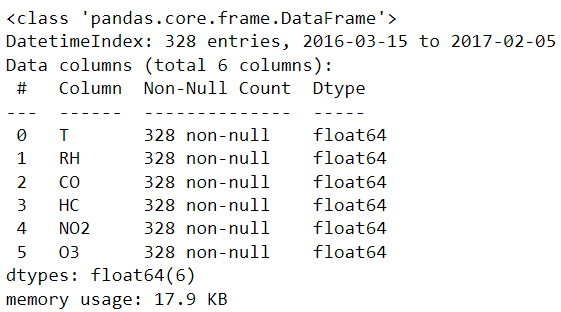 <class 'pandas.core.frame.DataFrame'>
DatetimeIndex: 328 entries, 2016-03-15 to 2017-02-05
Data columns (total 6 columns):
 #   Column  Non-Null Count  Dtype
---  ------  --------------  -----
 0   T       328 non-null    float64
 1   RH      328 non-null    float64
 2   CO      328 non-null    float64
 3   HC      328 non-null    float64
 4   NO2     328 non-null    float64
 5   O3      328 non-null    float64
dtypes: float64(6)
memory usage: 17.9 KB